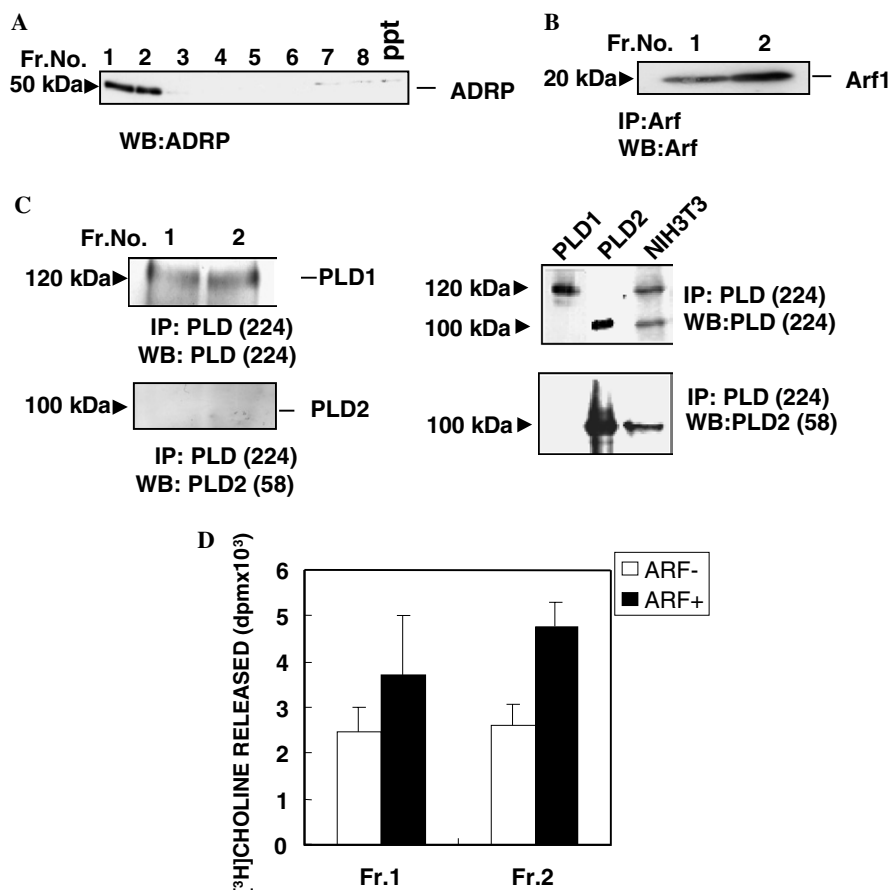 A
Fr.No. 1 2 3 4 5 6 7 8 ppt
50 kDa
ADRP
WB:ADRP
B
Fr.No. 1 2
20 kDa
Arf1
IP:Arf
WB:Arf
C
Fr.No. 1 2
120 kDa
PLD1
IP: PLD (224)
WB: PLD (224)
100 kDa
PLD2
IP: PLD (224)
WB: PLD2 (58)
PLD1 PLD2 NIH3T3
120 kDa
100 kDa
IP: PLD (224)
WB:PLD (224)
100 kDa
IP: PLD (224)
WB:PLD2 (58)
D
[³H]CHOLINE RELEASED (dpmx10³)
6
5
4
3
2
1
0
Fr.1 Fr.2
ARF-
ARF+